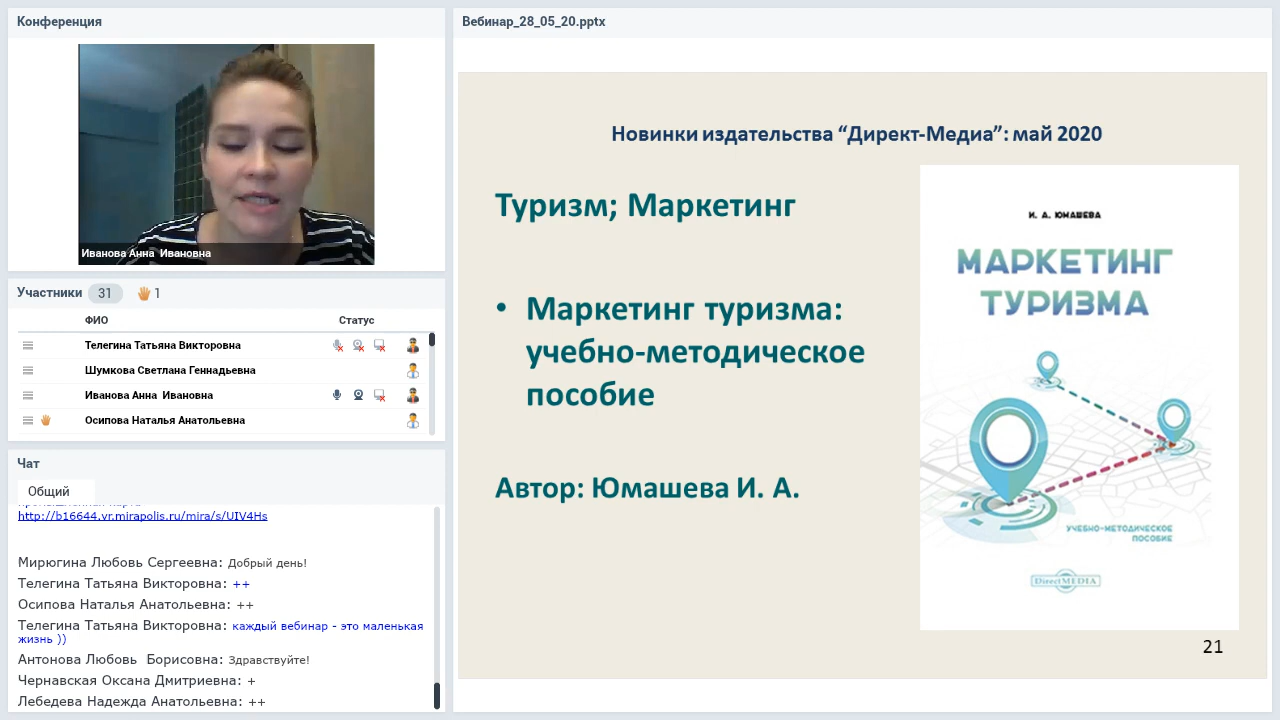 Конференция
Иванова Анна  Ивановна
Участники 31 1
ФИО Статус
Телегина Татьяна Викторовна
Шумкова Светлана Геннадьевна
Иванова Анна  Ивановна
Осипова Наталья Анатольевна
Чат
Общий
http://b16644.vr.mirapolis.ru/mira/s/UIV4Hs
Мирюгина Любовь Сергеевна: Добрый день!
Телегина Татьяна Викторовна: ++
Осипова Наталья Анатольевна: ++
Телегина Татьяна Викторовна: каждый вебинар - это маленькая
жизнь ))
Антонова Любовь  Борисовна: Здравствуйте!
Чернавская Оксана Дмитриевна: +
Лебедева Надежда Анатольевна: ++
Вебинар_28_05_20.pptx
Новинки издательства “Директ-Медиа”: май 2020
Туризм; Маркетинг
• Маркетинг туризма:
учебно-методическое
пособие
Автор: Юмашева И. А.
И. А. ЮМАШЕВА
МАРКЕТИНГ
ТУРИЗМА
УЧЕБНО-МЕТОДИЧЕСКОЕ
ПОСОБИЕ
DirectMEDIA
21